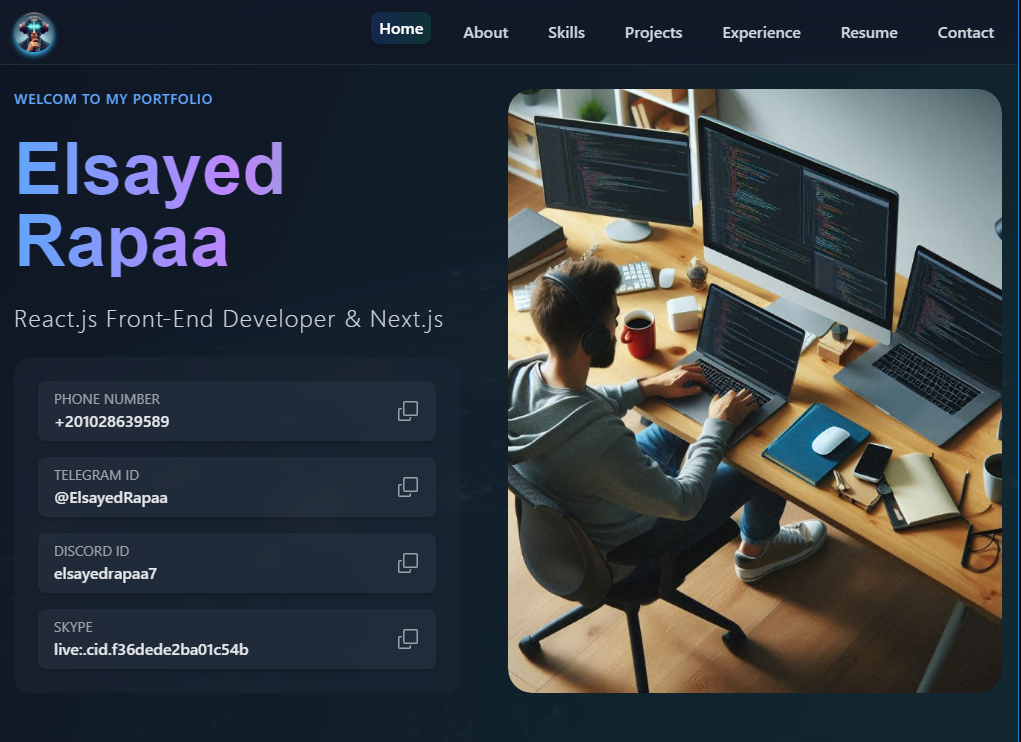 Home
About
Skills
Projects
Experience
Resume
Contact
WELCOM TO MY PORTFOLIO
Elsayed
Rapaa
React.js Front-End Developer & Next.js
PHONE NUMBER
+201028639589
TELEGRAM ID
@ElsayedRapaa
DISCORD ID
elsayedrapaa7
SKYPE
live:.cid.f36dede2ba01c54b